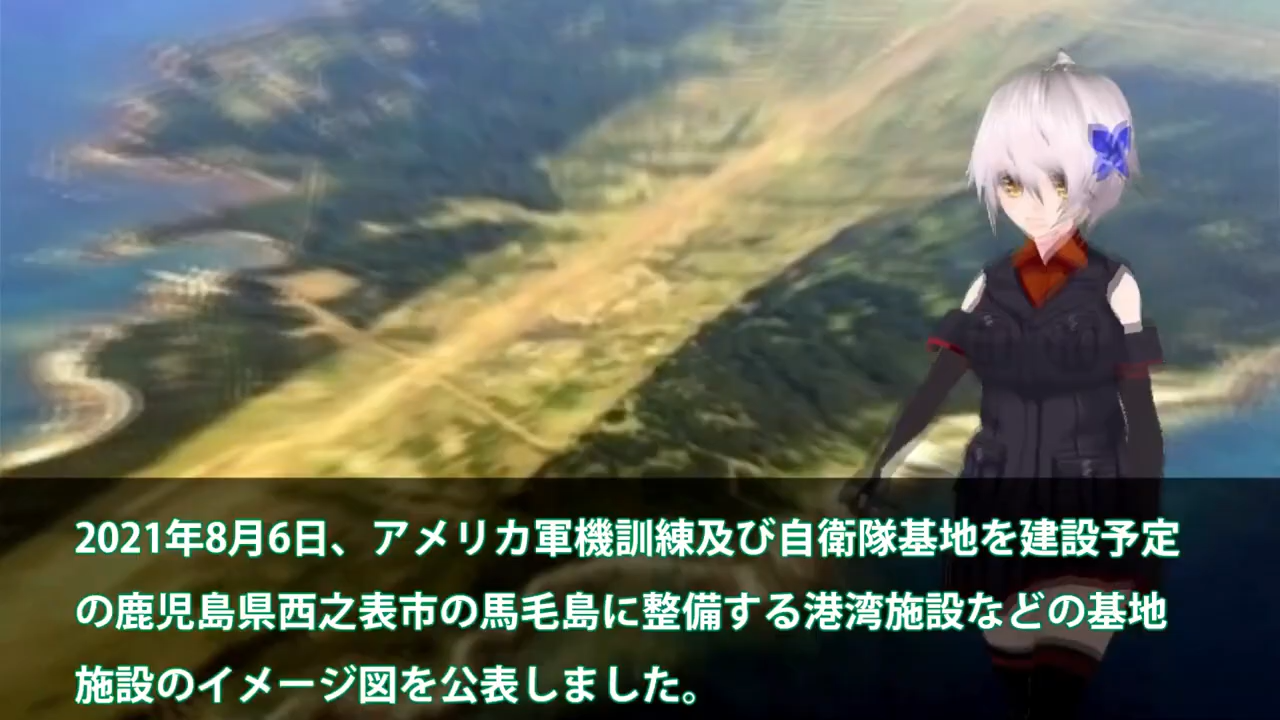 2021年8月6日、アメリカ軍機訓練及び自衛隊基地を建設予定
の鹿児島県西之表市の馬毛島に整備する港湾施設などの基地
施設のイメージ図を公表しました。